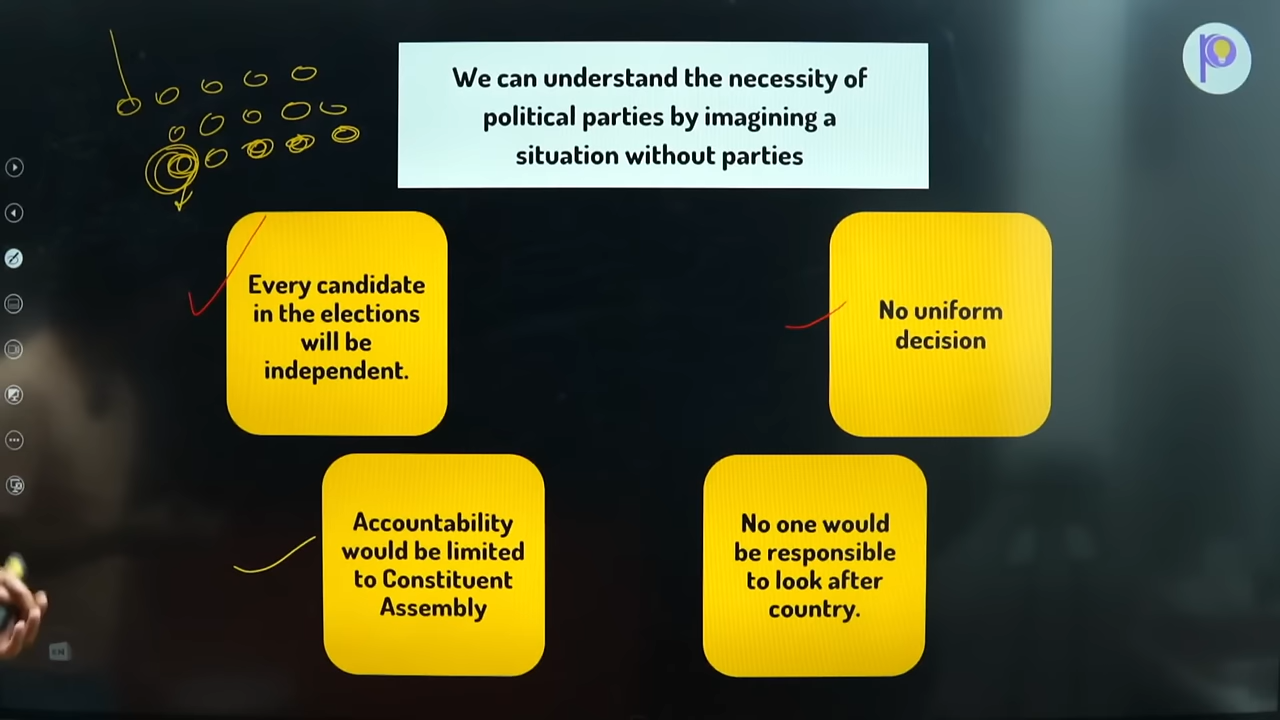 We can understand the necessity of
political parties by imagining a
situation without parties
Every candidate
in the elections
will be
independent.
No uniform
decision
Accountability
would be limited
to Constituent
Assembly
No one would
be responsible
to look after
country.